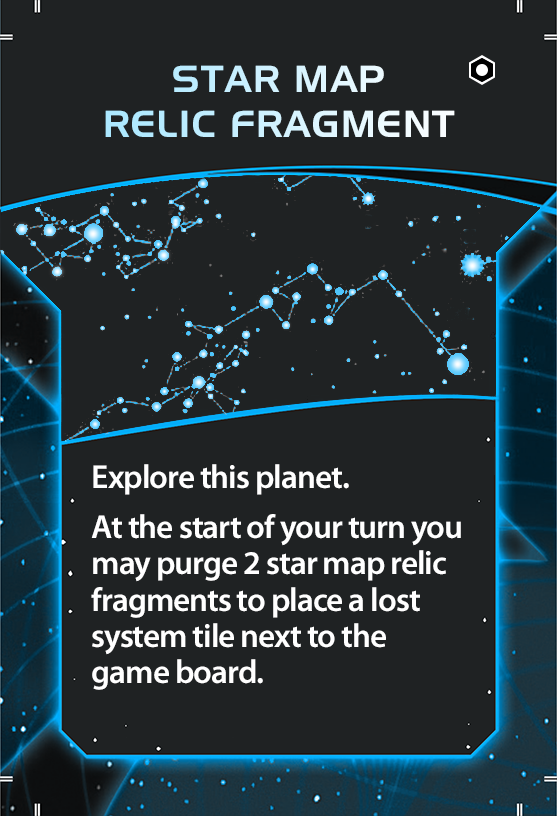 STAR MAP
RELIC FRAGMENT
Explore this planet.
At the start of your turn you
may purge 2 star map relic
fragments to place a lost
system tile next to the
game board.